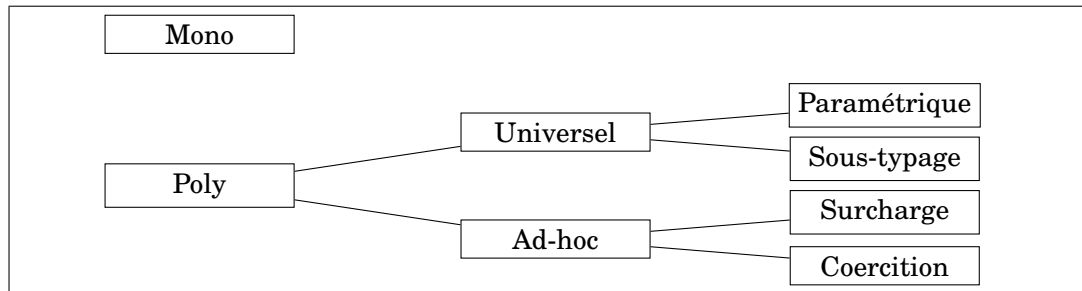 Mono
Paramétrique
Universel
Sous-typage
Poly
Surcharge
Ad-hoc
Coercition